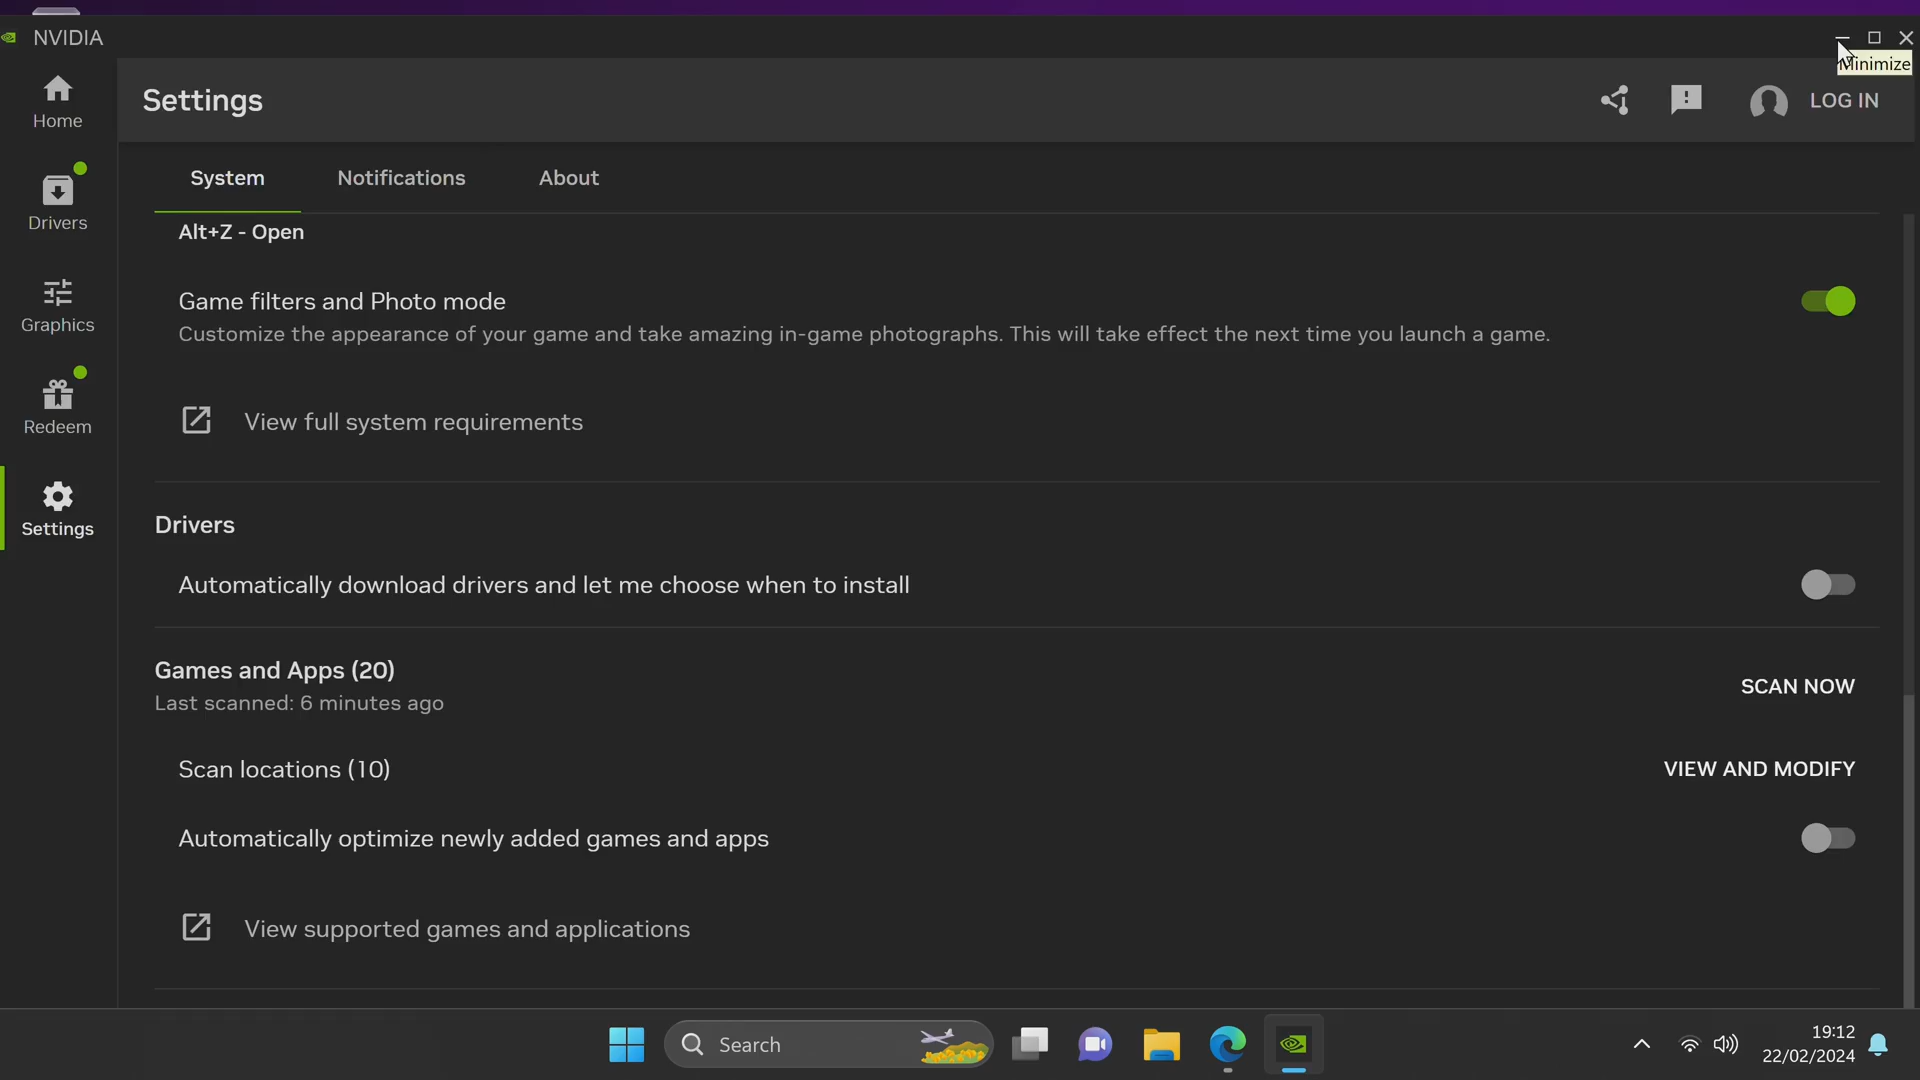 NVIDIA
Minimize
Home
Settings
LOG IN
System
Notifications
About
Drivers
Alt+Z - Open
Game filters and Photo mode
Customize the appearance of your game and take amazing in-game photographs. This will take effect the next time you launch a game.
Graphics
Redeem
View full system requirements
Settings
Drivers
Automatically download drivers and let me choose when to install
Games and Apps (20)
Last scanned: 6 minutes ago
SCAN NOW
Scan locations (10)
VIEW AND MODIFY
Automatically optimize newly added games and apps
View supported games and applications
Search
19:12
22/02/2024